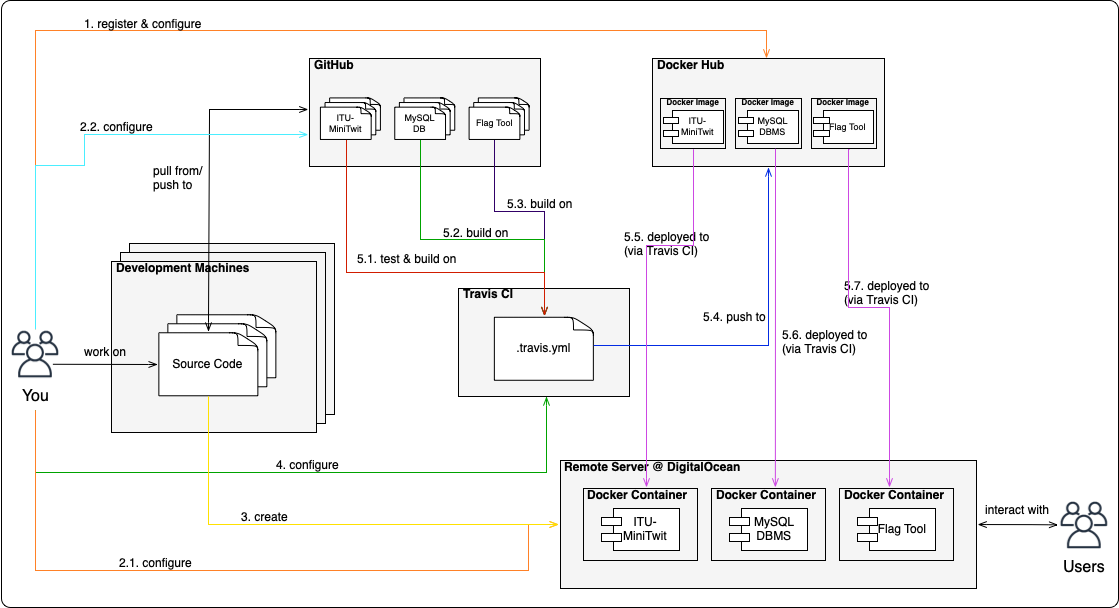 1. register & configure
GitHub
Docker Hub
ITU-
MiniTwit
MySQL
DB
Flag Tool
Docker Image
ITU-
MiniTwit
Docker Image
MySQL
DBMS
Docker Image
Flag Tool
2.2. configure
pull from/
push to
5.3. build on
5.2. build on
5.1. test & build on
5.5. deployed to
(via Travis CI)
Development Machines
Travis CI
5.7. deployed to
(via Travis CI)
5.4. push to
5.6. deployed to
(via Travis CI)
.travis.yml
work on
Source Code
You
4. configure
Remote Server @ DigitalOcean
Docker Container
ITU-
MiniTwit
Docker Container
MySQL
DBMS
Docker Container
Flag Tool
3. create
interact with
2.1. configure
Users